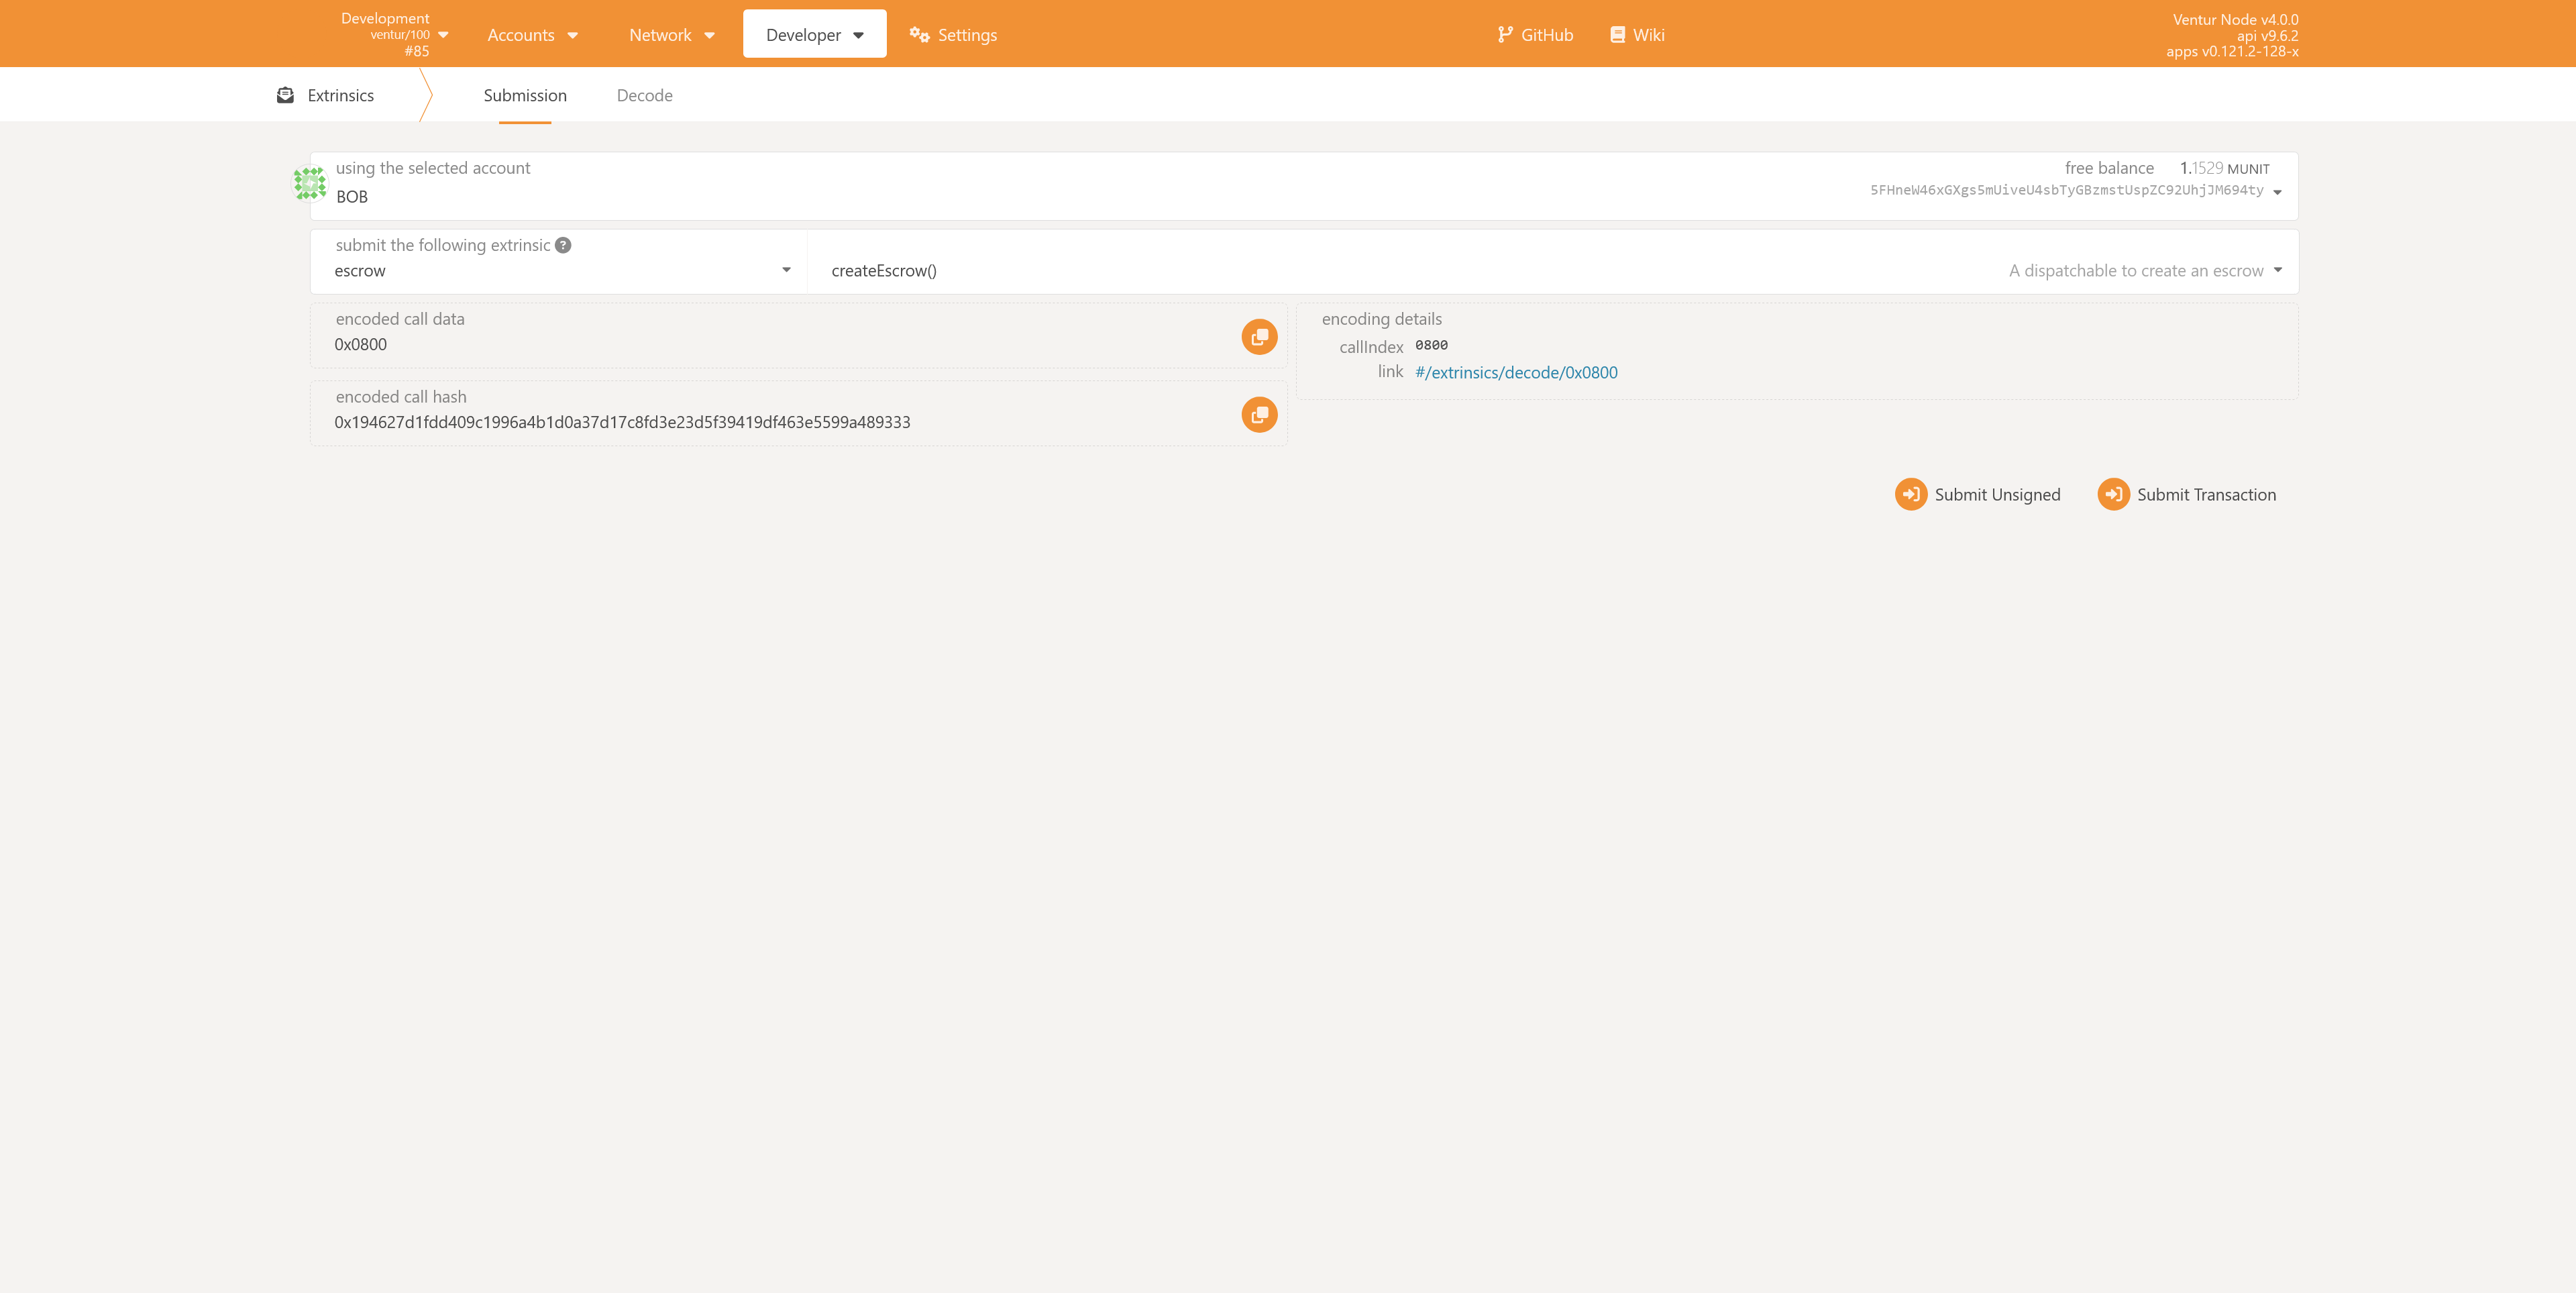 Development
ventur/100
#85
Accounts
Network
Developer
Settings
GitHub
Wiki
Ventur Node v4.0.0
api v9.6.2
apps v0.121.2-128-x
Extrinsics
Submission
Decode
using the selected account
BOB
free balance 1.1529 MUNIT
5FHneW46xGXgs5mUiveU4sbTyGBzmstUspZC92UhjJM694ty
submit the following extrinsic ?
escrow
createEscrow()
A dispatchable to create an escrow
encoded call data
0x0800
encoding details
callIndex 0800
link #/extrinsics/decode/0x0800
encoded call hash
0x194627d1fdd409c1996a4b1d0a37d17c8fd3e23d5f39419df463e5599a489333
Submit Unsigned
Submit Transaction